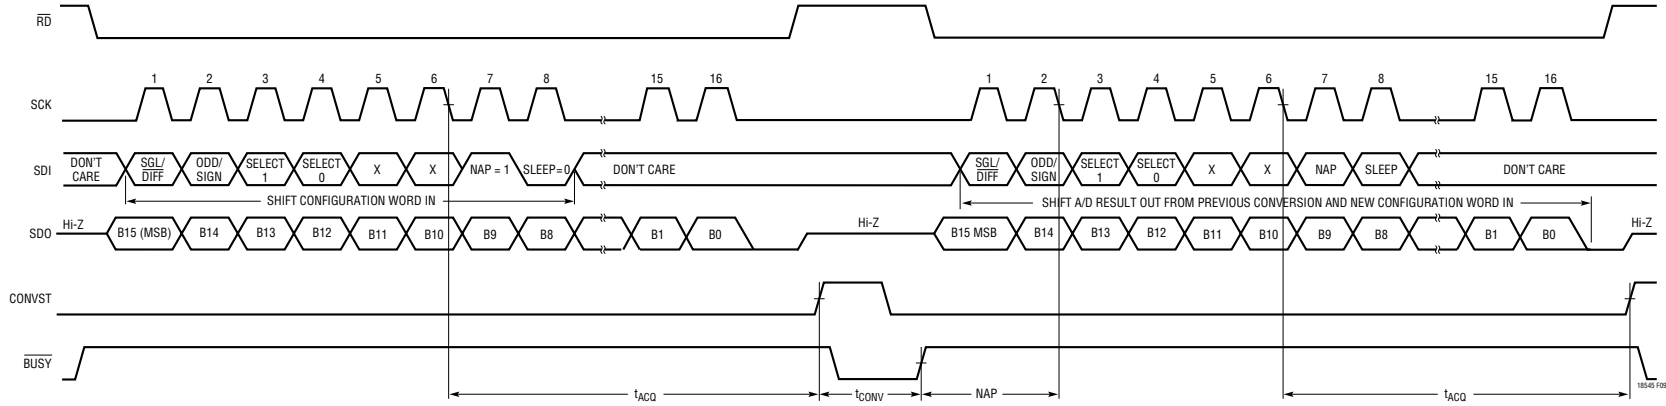 RD
SCK 1 2 3 4 5 6 7 8 15 16 1 2 3 4 5 6 7 8 15 16
SDI DON'T CARE SGL/DIFF ODD/SIGN SELECT 1 SELECT 0 X X NAP = 1 SLEEP=0 DON'T CARE SGL/DIFF ODD/SIGN SELECT 1 SELECT 0 X X NAP SLEEP DON'T CARE
SHIFT CONFIGURATION WORD IN SHIFT A/D RESULT OUT FROM PREVIOUS CONVERSION AND NEW CONFIGURATION WORD IN
SDO Hi-Z B15 (MSB) B14 B13 B12 B11 B10 B9 B8 B1 B0 Hi-Z B15 MSB B14 B13 B12 B11 B10 B9 B8 B1 B0 Hi-Z
CONVST
BUSY
tACQ tCONV NAP tACQ
18545 F09